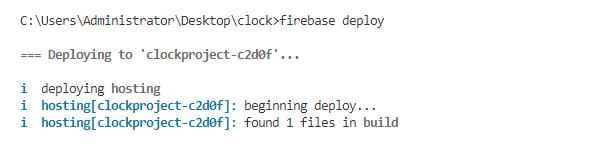 C:\Users\Administrator\Desktop\clock>firebase deploy
=== Deploying to 'clockproject-c2d0f'...
i  deploying hosting
i  hosting[clockproject-c2d0f]: beginning deploy...
i  hosting[clockproject-c2d0f]: found 1 files in build